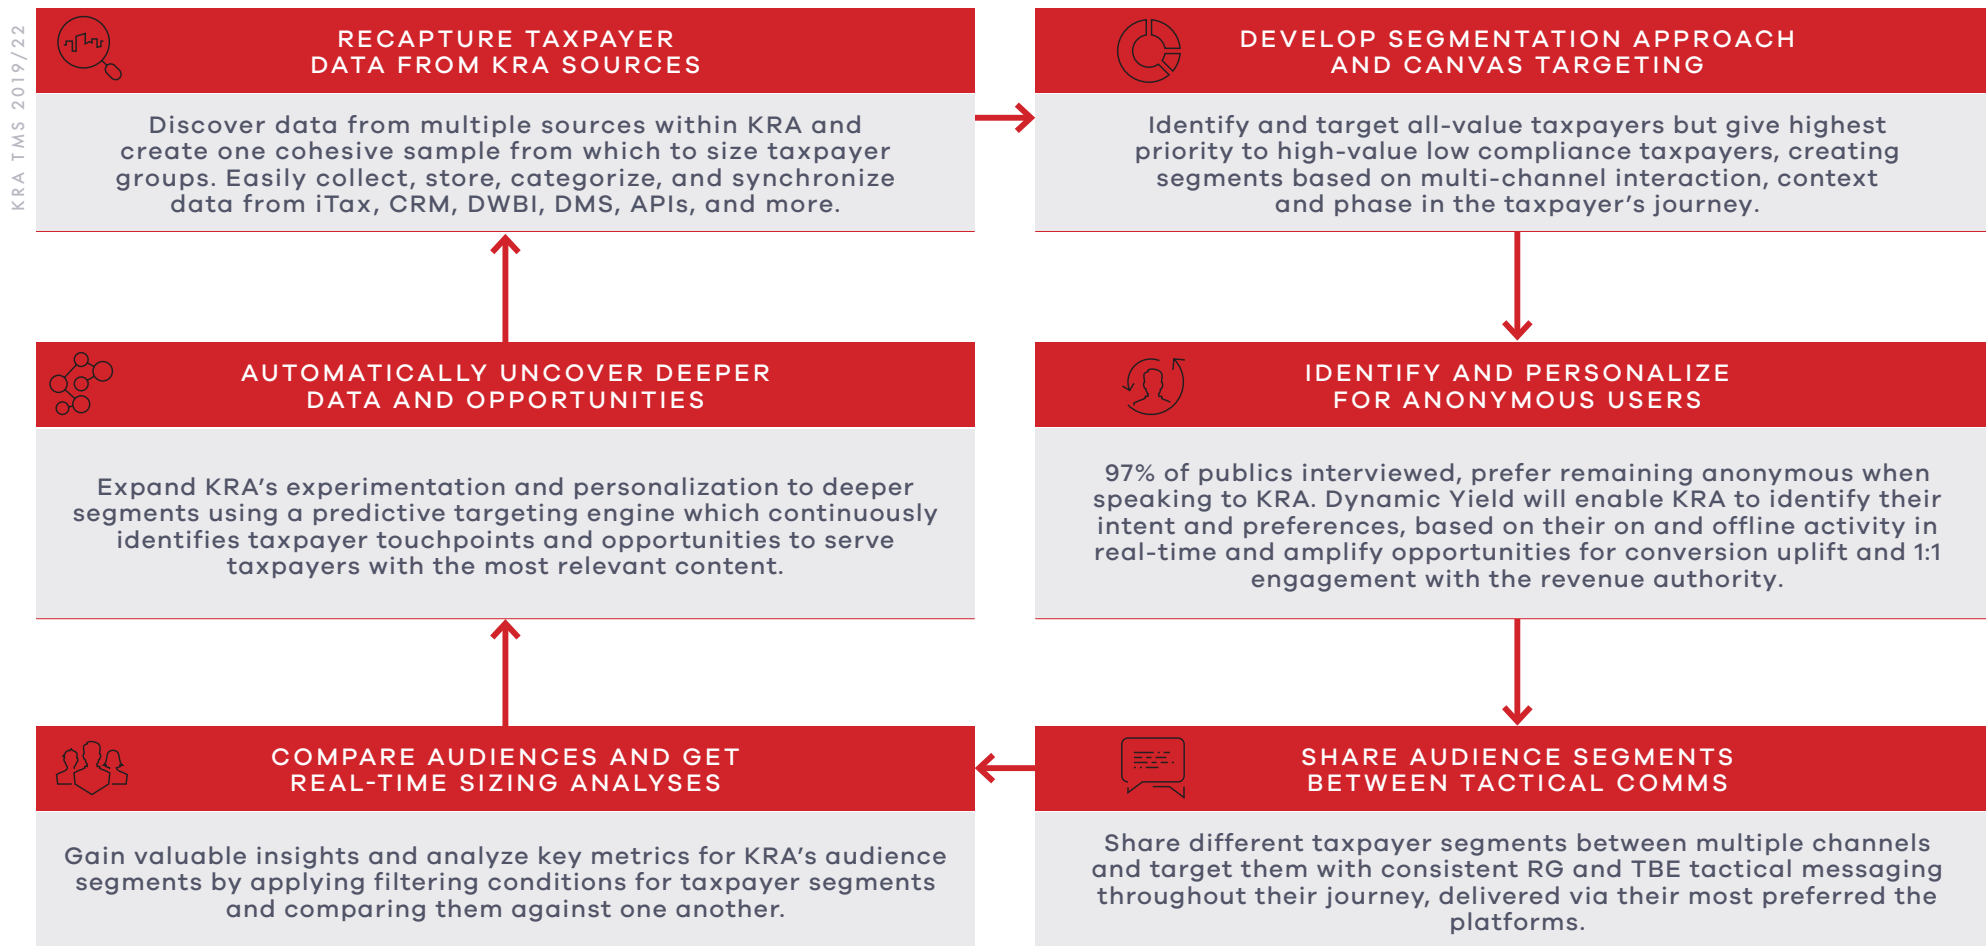 KRA TMS 2019/22
RECAPTURE TAXPAYER
DATA FROM KRA SOURCES
Discover data from multiple sources within KRA and
create one cohesive sample from which to size taxpayer
groups. Easily collect, store, categorize, and synchronize
data from iTax, CRM, DWBI, DMS, APIs, and more.
DEVELOP SEGMENTATION APPROACH
AND CANVAS TARGETING
Identify and target all-value taxpayers but give highest
priority to high-value low compliance taxpayers, creating
segments based on multi-channel interaction, context
and phase in the taxpayer's journey.
IDENTIFY AND PERSONALIZE
FOR ANONYMOUS USERS
97% of publics interviewed, prefer remaining anonymous when
speaking to KRA. Dynamic Yield will enable KRA to identify their
intent and preferences, based on their on and offline activity in
real-time and amplify opportunities for conversion uplift and 1:1
engagement with the revenue authority.
SHARE AUDIENCE SEGMENTS
BETWEEN TACTICAL COMMS
Share different taxpayer segments between multiple channels
and target them with consistent RG and TBE tactical messaging
throughout their journey, delivered via their most preferred the
platforms.
COMPARE AUDIENCES AND GET
REAL-TIME SIZING ANALYSES
Gain valuable insights and analyze key metrics for KRA's audience
segments by applying filtering conditions for taxpayer segments
and comparing them against one another.
AUTOMATICALLY UNCOVER DEEPER
DATA AND OPPORTUNITIES
Expand KRA's experimentation and personalization to deeper
segments using a predictive targeting engine which continuously
identifies taxpayer touchpoints and opportunities to serve
taxpayers with the most relevant content.